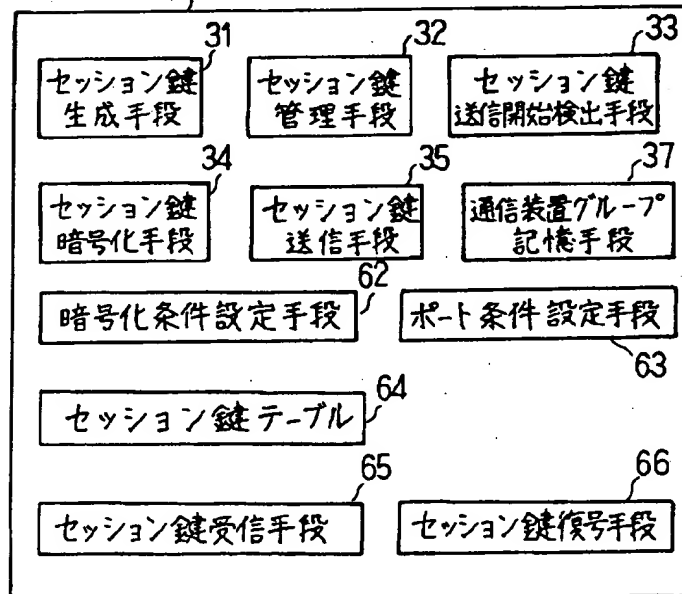 31
32
33
セッション鍵
生成手段
セッション鍵
管理手段
セッション鍵
送信開始検出手段
34
35
37
セッション鍵
暗号化手段
セッション鍵
送信手段
通信装置グループ
記憶手段
62
暗号化条件設定手段
ポート条件設定手段
63
64
セッション鍵テーブル
65
66
セッション鍵受信手段
セッション鍵復号手段